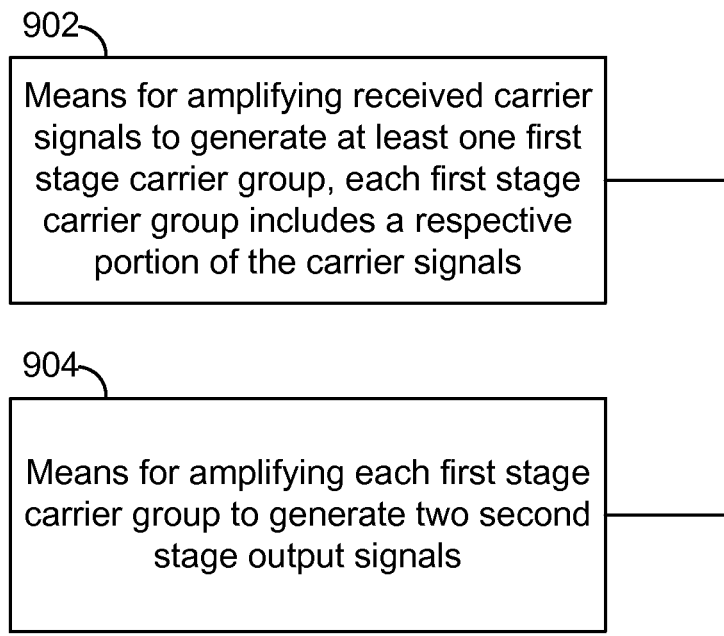 902
Means for amplifying received carrier
signals to generate at least one first
stage carrier group, each first stage
carrier group includes a respective
portion of the carrier signals
904
Means for amplifying each first stage
carrier group to generate two second
stage output signals